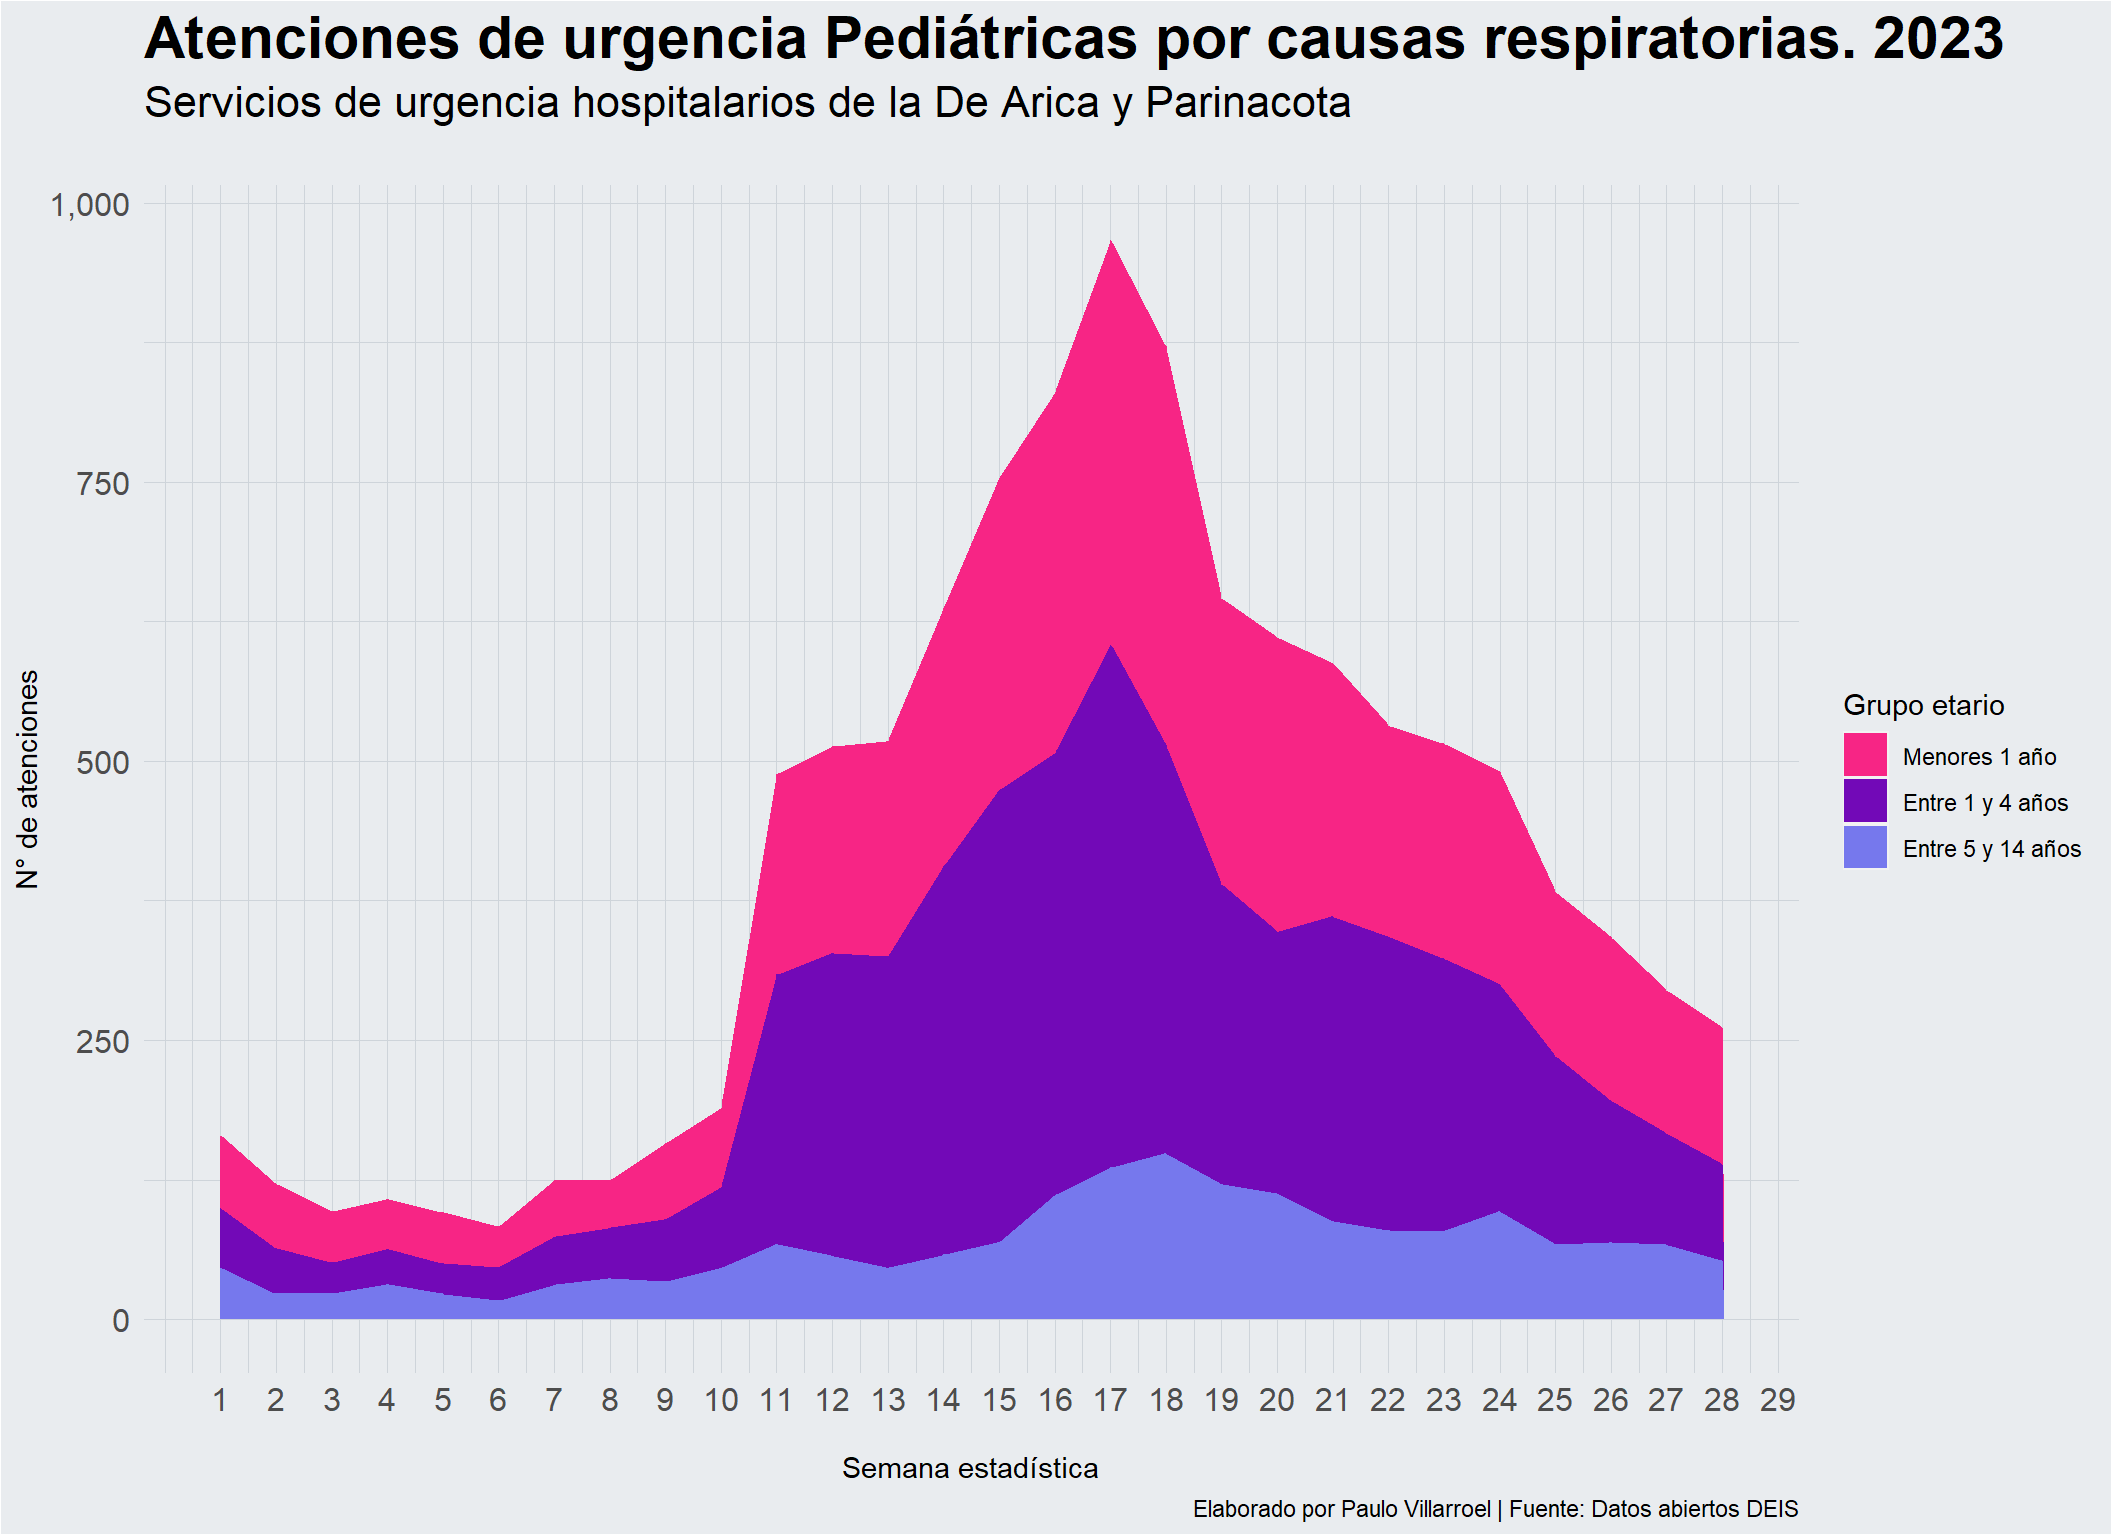 Atenciones de urgencia Pediátricas por causas respiratorias. 2023
Servicios de urgencia hospitalarios de la De Arica y Parinacota
1,000
750
500
250
0
N° de atenciones
1 2 3 4 5 6 7 8 9 10 11 12 13 14 15 16 17 18 19 20 21 22 23 24 25 26 27 28 29
Semana estadística
Grupo etario
Menores 1 año
Entre 1 y 4 años
Entre 5 y 14 años
Elaborado por Paulo Villarroel | Fuente: Datos abiertos DEIS